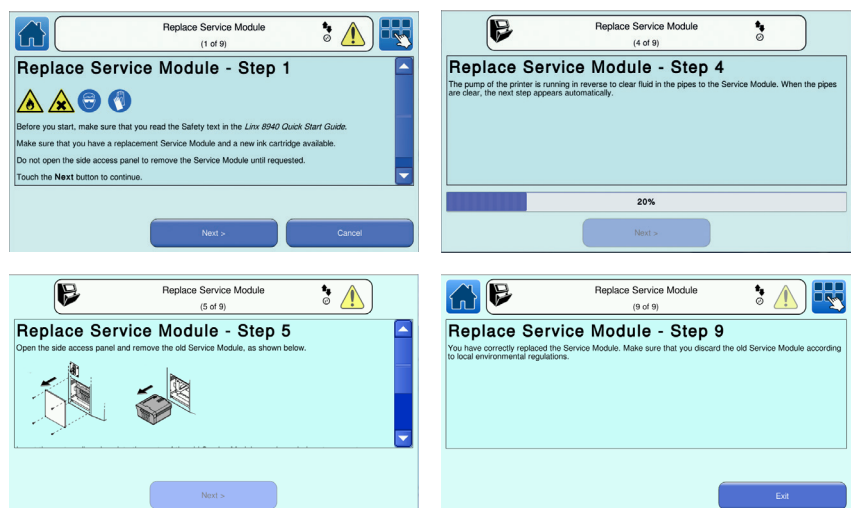 Replace Service Module
(1 of 9)
Replace Service Module - Step 1
Before you start, make sure that you read the Safety text in the Linx 8940 Quick Start Guide.
Make sure that you have a replacement Service Module and a new ink cartridge available.
Do not open the side access panel to remove the Service Module until requested.
Touch the Next button to continue.
Next >
Cancel
Replace Service Module
(4 of 9)
Replace Service Module - Step 4
The pump of the printer is running in reverse to clear fluid in the pipes to the Service Module. When the pipes
are clear, the next step appears automatically.
20%
Next >
Replace Service Module
(5 of 9)
Replace Service Module - Step 5
Open the side access panel and remove the old Service Module, as shown below.
Next >
Replace Service Module
(9 of 9)
Replace Service Module - Step 9
You have correctly replaced the Service Module. Make sure that you discard the old Service Module according
to local environmental regulations.
Exit